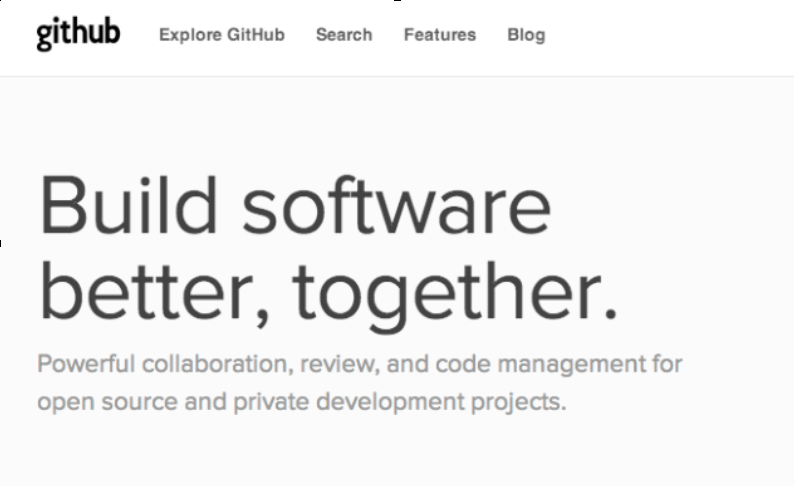 github Explore GitHub Search Features Blog
Build software
better, together.
Powerful collaboration, review, and code management for
open source and private development projects.